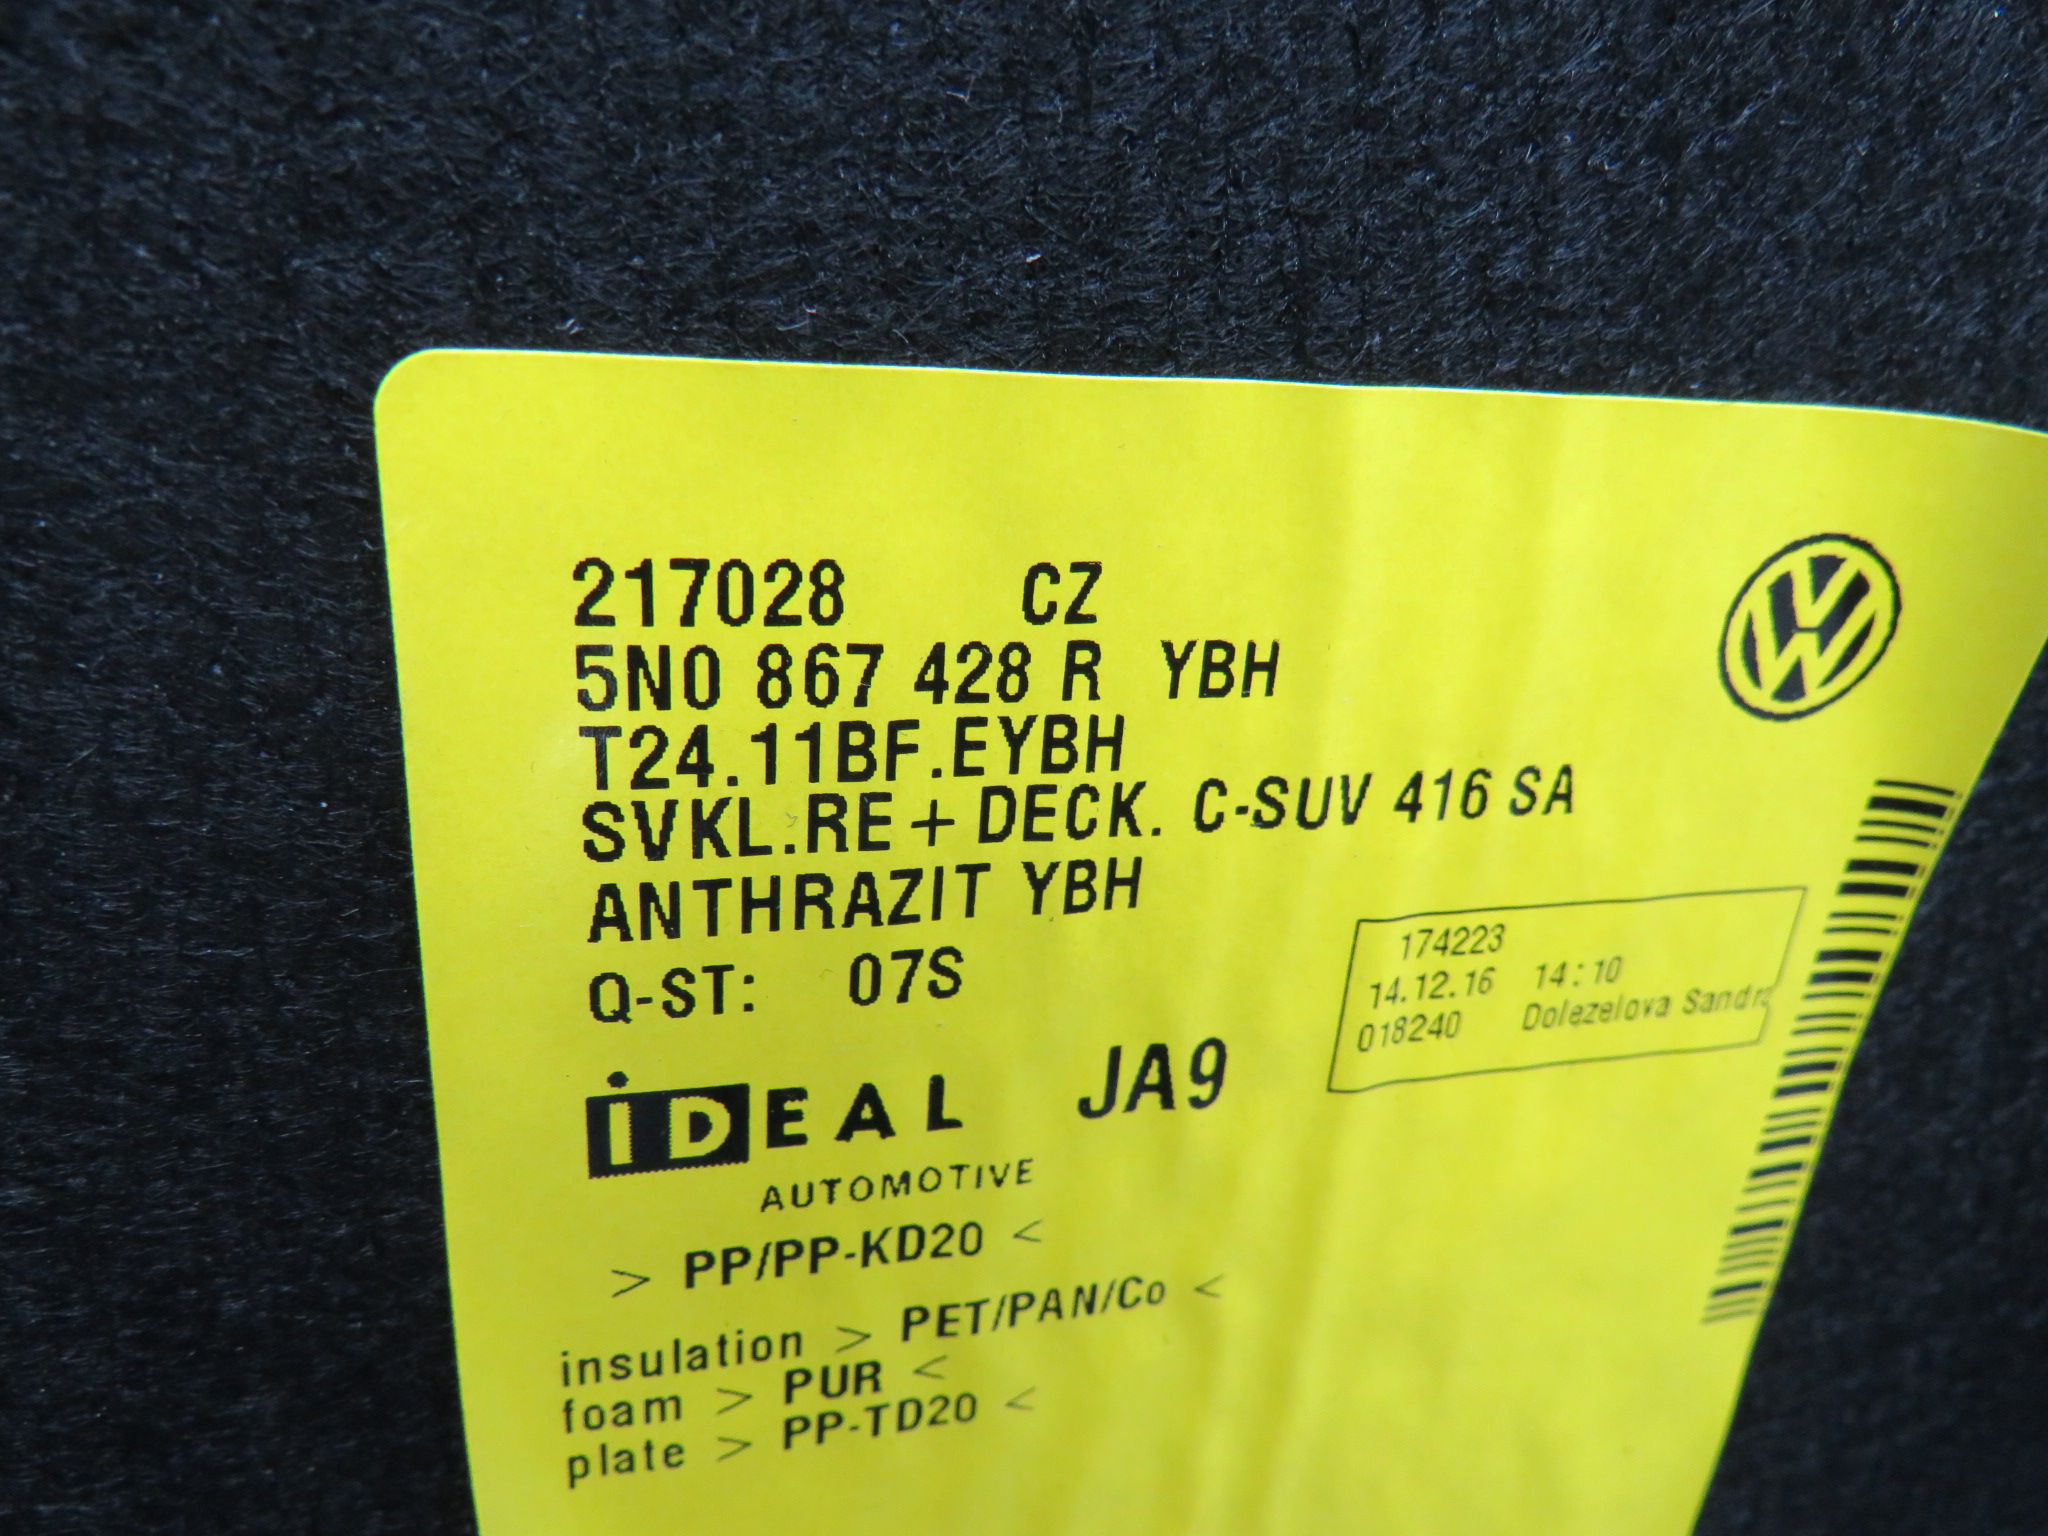 217028 CZ
5N0 867 428 R YBH
T24.11BF.EYBH
SVKL.RE + DECK. C-SUV 416 SA
ANTHRAZIT YBH
Q-ST: 07S
174223
14.12.16 14:10
018240 Dolezelova Sandra
iDEAL JA9
AUTOMOTIVE
> PP/PP-KD20 <
insulation > PET/PAN/Co <
foam > PUR <
plate > PP-TD20 <